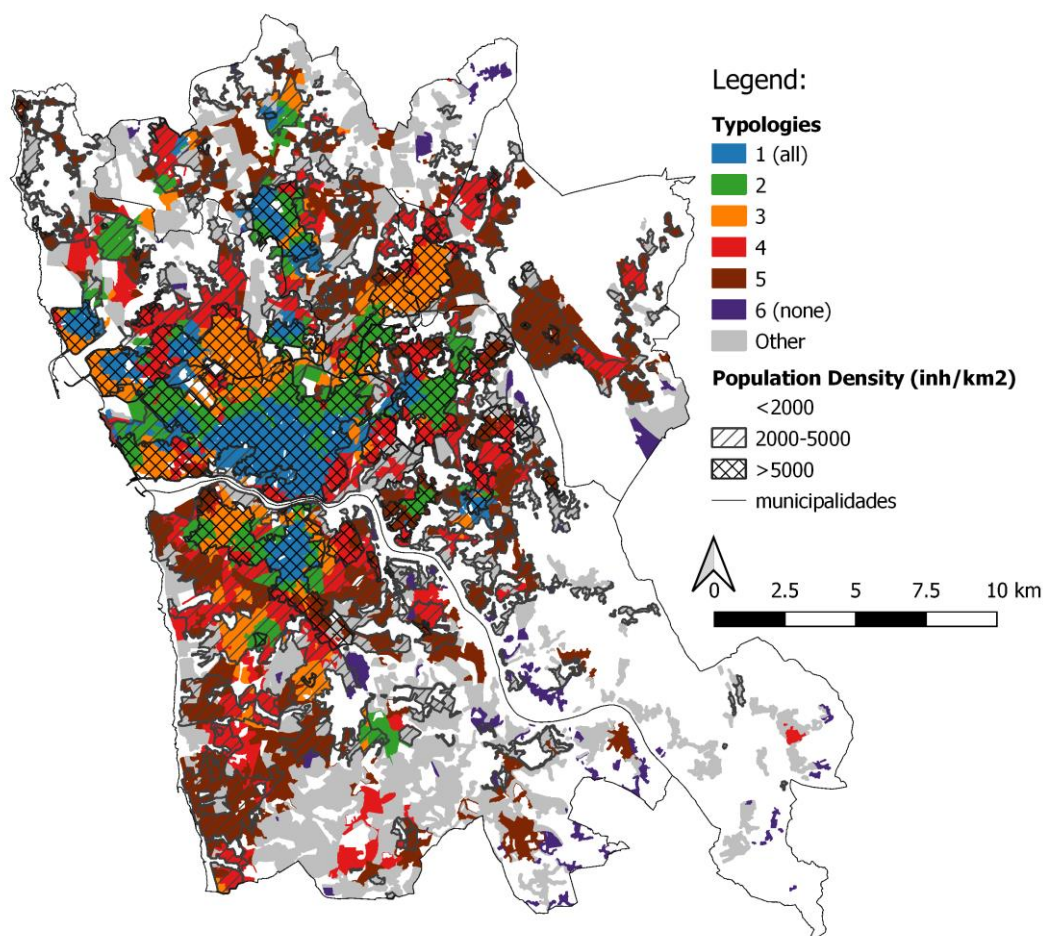 Legend:
Typologies
1 (all)
2
3
4
5
6 (none)
Other
Population Density (inh/km2)
<2000
2000-5000
>5000
municipalidades
0 2.5 5 7.5 10 km